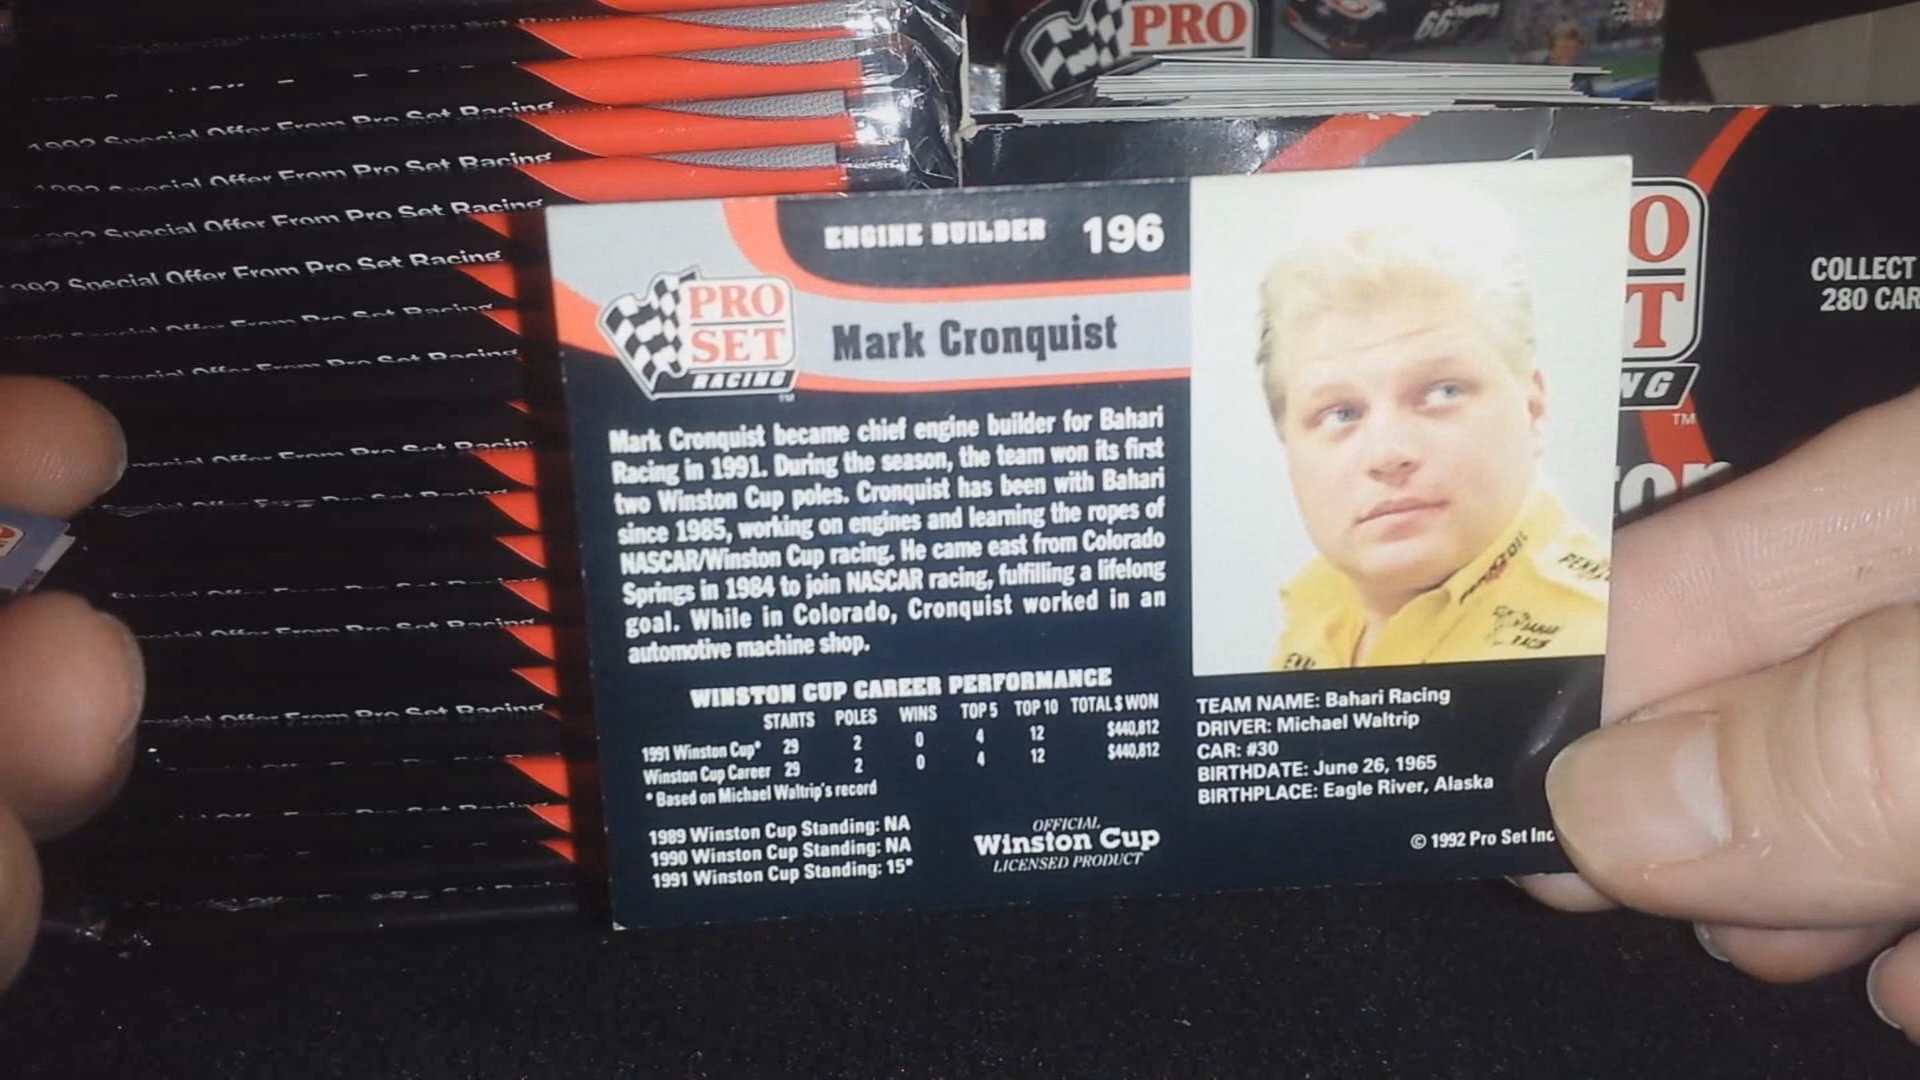 PRO
66
1992 Special Offer From Pro Set Racing
Special Offer From Pro Set Racing
Special Offer From Pro Set Racing
1992 Special Offer From Pro Set Racing
COLLECT
280 CAR
ENGINE BUILDER 196
PRO
SET
RACING
TM
Mark Cronquist
Mark Cronquist became chief engine builder for Bahari
Racing in 1991. During the season, the team won its first
two Winston Cup poles. Cronquist has been with Bahari
since 1985, working on engines and learning the ropes of
NASCAR/Winston Cup racing. He came east from Colorado
Springs in 1984 to join NASCAR racing, fulfilling a lifelong
goal. While in Colorado, Cronquist worked in an
automotive machine shop.
WINSTON CUP CAREER PERFORMANCE
STARTS POLES WINS TOP 5 TOP 10 TOTAL $ WON
1991 Winston Cup* 29 2 0 4 12 $440,812
Winston Cup Career 29 2 0 4 12 $440,812
* Based on Michael Waltrip's record
1989 Winston Cup Standing: NA
1990 Winston Cup Standing: NA
1991 Winston Cup Standing: 15*
OFFICIAL
Winston Cup
LICENSED PRODUCT
TEAM NAME: Bahari Racing
DRIVER: Michael Waltrip
CAR: #30
BIRTHDATE: June 26, 1965
BIRTHPLACE: Eagle River, Alaska
© 1992 Pro Set Inc
TM